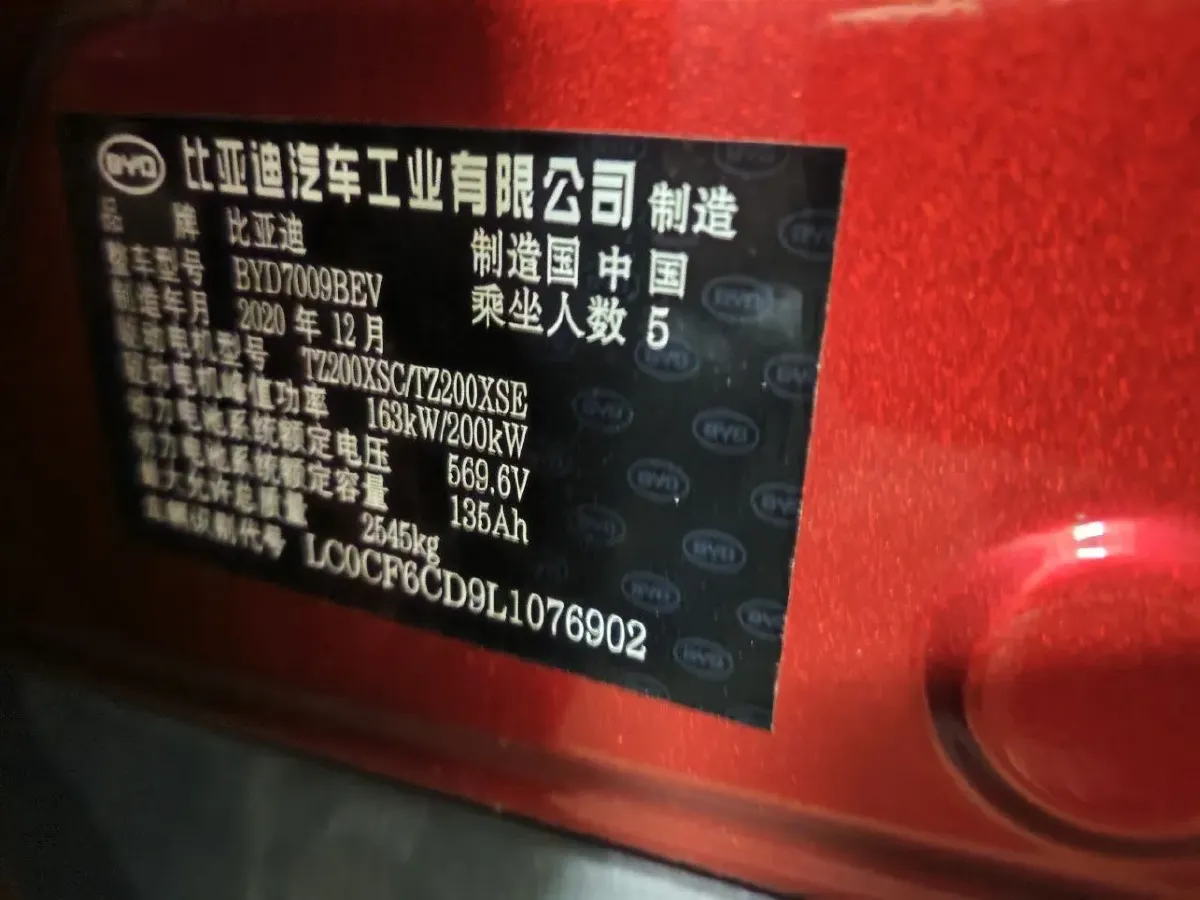 BYD 比亚迪汽车工业有限公司 制造
品牌 比亚迪 制造国 中国
整车型号 BYD7009BEV 乘坐人数 5
制造年月 2020 年 12 月
驱动电机型号 TZ200XSC/TZ200XSE
驱动电机峰值功率 163kW/200kW
动力电池系统额定电压 569.6V
动力电池系统额定容量 135Ah
最大允许总质量 2545kg
车辆识别代号 LC0CF6CD9L1076902